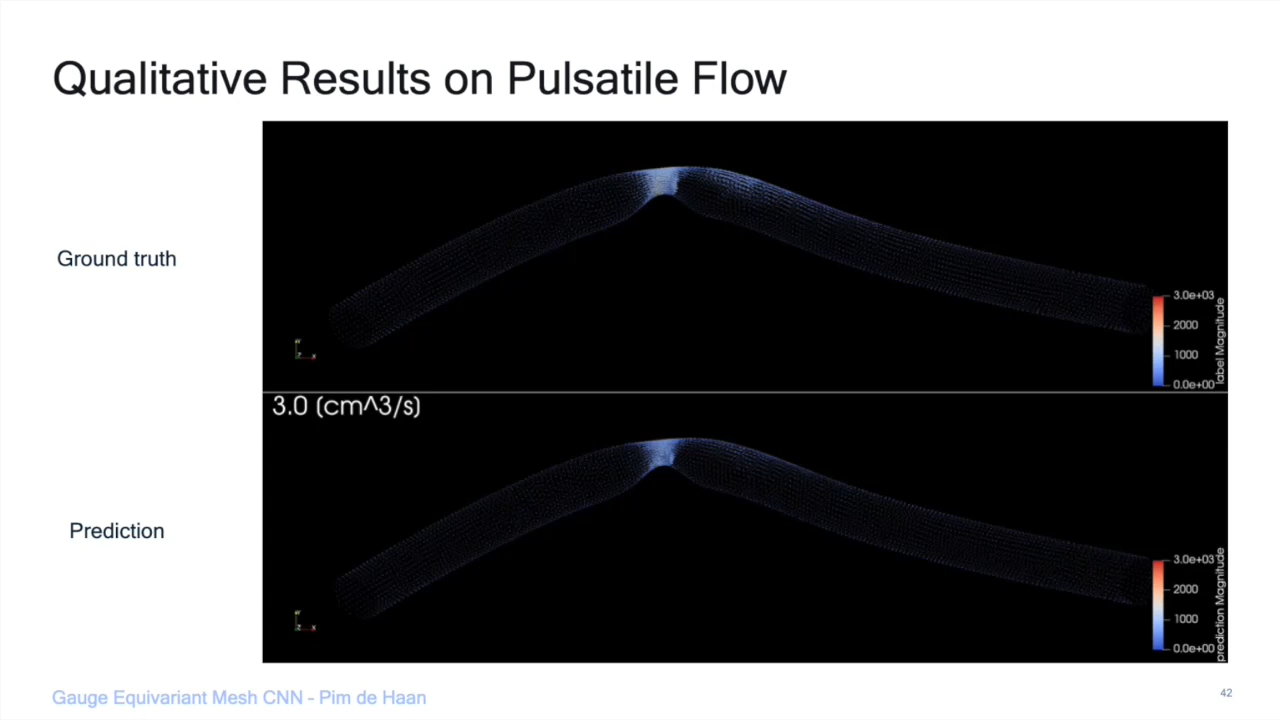 Qualitative Results on Pulsatile Flow
Ground truth
3.0e+03
2000
1000
0.0e+00
label Magnitude
3.0 (cm^3/s)
Prediction
3.0e+03
2000
1000
0.0e+00
prediction Magnitude
Gauge Equivariant Mesh CNN - Pim de Haan
42